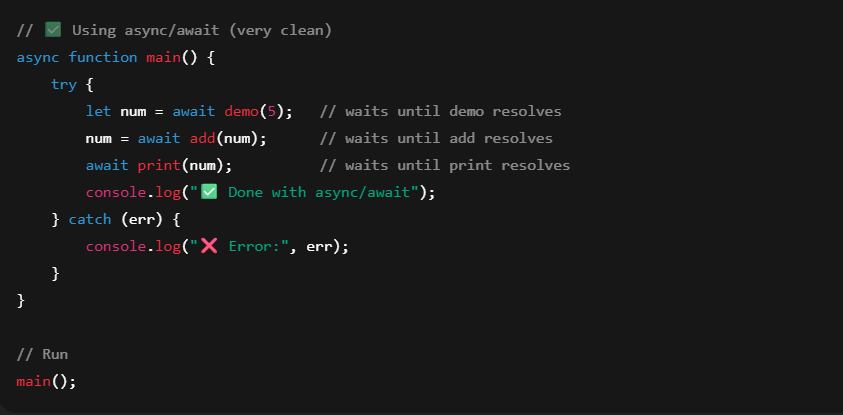 // ✅ Using async/await (very clean)
async function main() {
    try {
        let num = await demo(5);   // waits until demo resolves
        num = await add(num);      // waits until add resolves
        await print(num);          // waits until print resolves
        console.log("✅ Done with async/await");
    } catch (err) {
        console.log("❌ Error:", err);
    }
}

// Run
main();